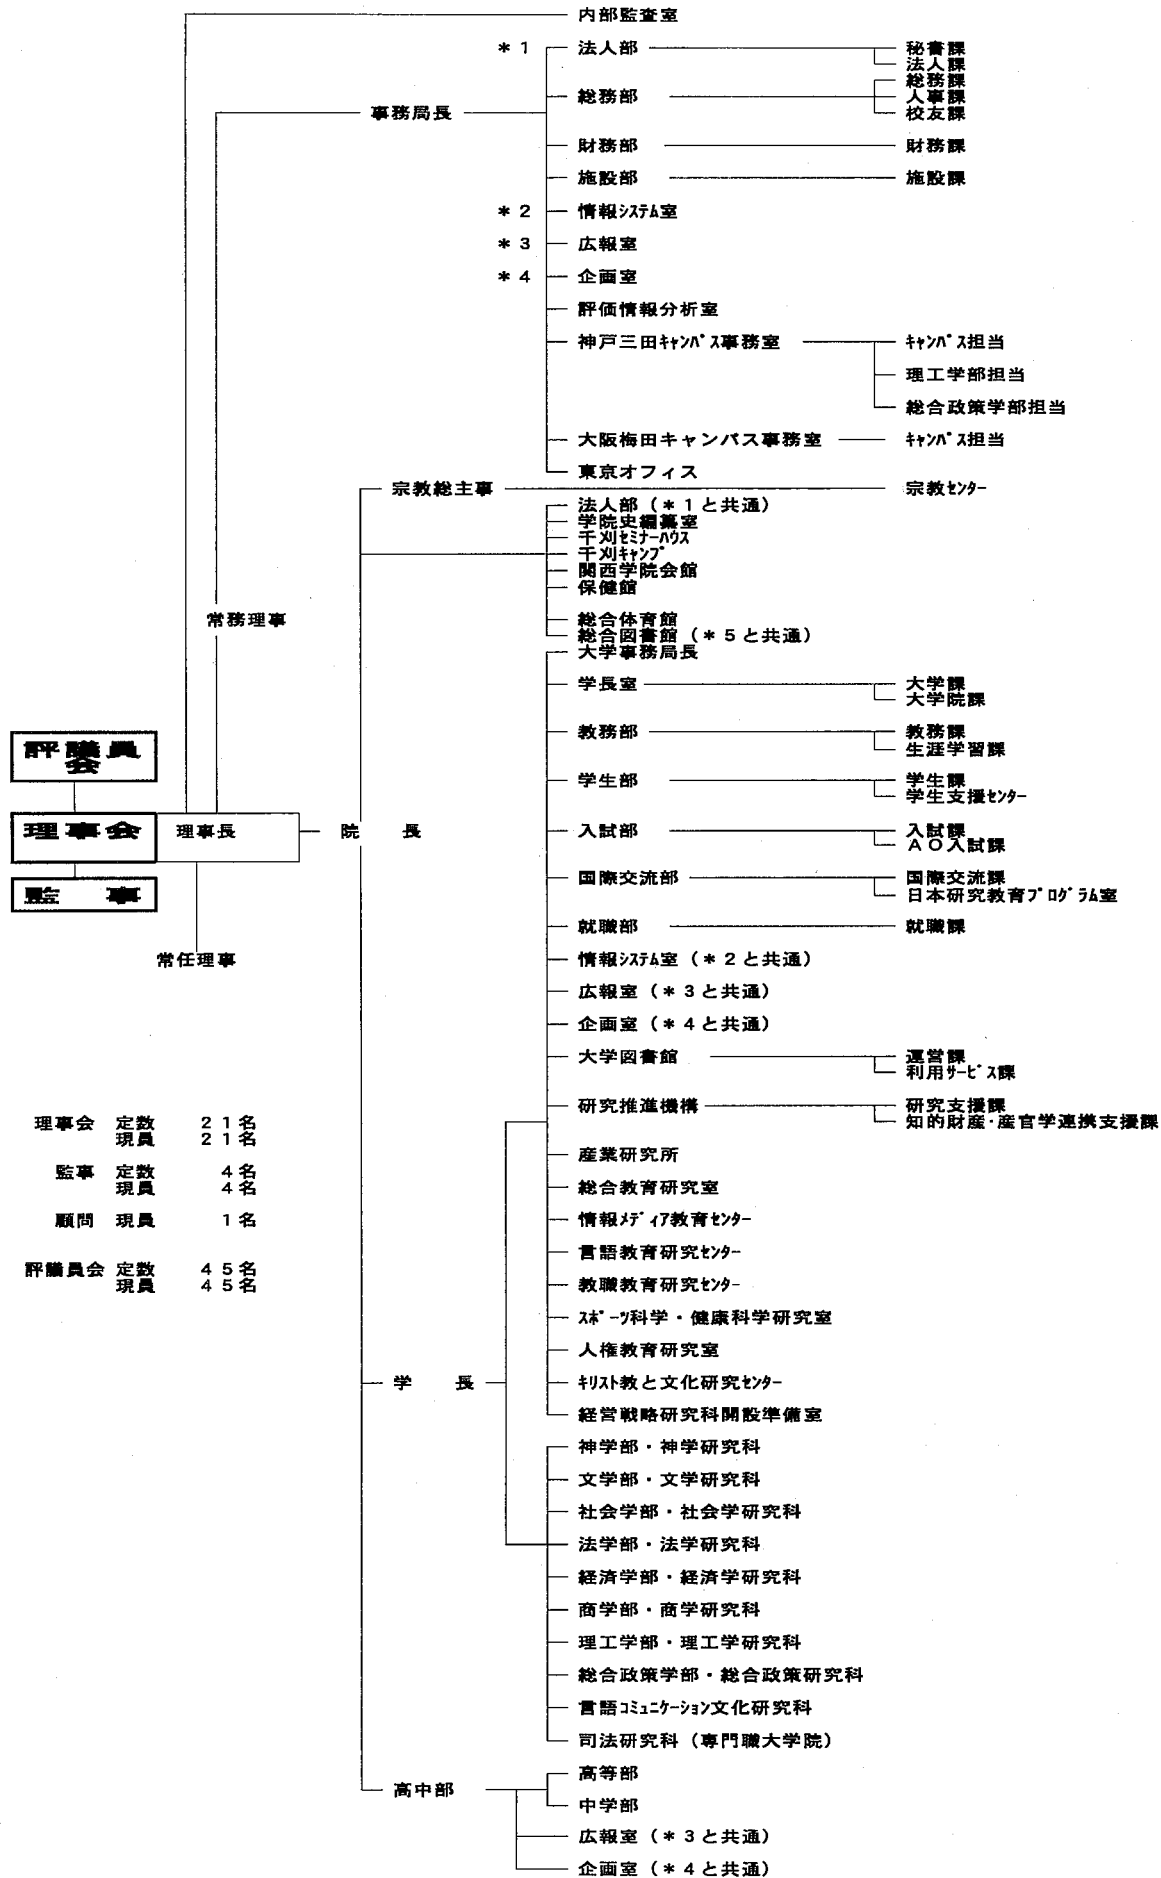 内部監査室
＊１ 法人部 秘書課
法人課
総務課
総務部 人事課
事務局長 校友課
財務部 財務課
施設部 施設課
＊２ 情報ｼｽﾃﾑ室
＊３ 広報室
＊４ 企画室
評価情報分析室
神戸三田ｷｬﾝﾊﾟｽ事務室 ｷｬﾝﾊﾟｽ担当
理工学部担当
総合政策学部担当
大阪梅田キャンパス事務室 ｷｬﾝﾊﾟｽ担当
東京オフィス
宗教総主事 宗教ｾﾝﾀｰ
法人部（＊１と共通）
学院史編纂室
千刈ｾﾐﾅｰﾊｳｽ
千刈ｷｬﾝﾌﾟ
関西学院会館
保健館
常務理事 総合体育館
総合図書館（＊５と共通）
大学事務局長
学長室 大学課
大学院課
教務部 教務課
生涯学習課
評議員会
学生部 学生課
学生支援ｾﾝﾀｰ
理事会 理事長 院　長 入試部 入試課
ＡＯ入試課
国際交流部 国際交流課
監　事 日本研究教育ﾌﾟﾛｸﾞﾗﾑ室
就職部 就職課
常任理事 情報ｼｽﾃﾑ室（＊２と共通）
広報室（＊３と共通）
企画室（＊４と共通）
大学図書館 運営課
利用ｻｰﾋﾞｽ課
研究推進機構 研究支援課
理事会 定数 ２１名 知的財産･産官学連携支援課
現員 ２１名
産業研究所
監事 定数 ４名
現員 ４名 総合教育研究室
顧問 現員 １名 情報ﾒﾃﾞｨｱ教育ｾﾝﾀｰ
言語教育研究ｾﾝﾀｰ
評議員会 定数 ４５名
現員 ４５名 教職教育研究ｾﾝﾀｰ
ｽﾎﾟｰﾂ科学・健康科学研究室
人権教育研究室
学　長 ｷﾘｽﾄ教と文化研究ｾﾝﾀｰ
経営戦略研究科開設準備室
神学部・神学研究科
文学部・文学研究科
社会学部・社会学研究科
法学部・法学研究科
経済学部・経済学研究科
商学部・商学研究科
理工学部・理工学研究科
総合政策学部・総合政策研究科
言語ｺﾐｭﾆｹｰｼｮﾝ文化研究科
司法研究科（専門職大学院）
高等部
高中部
中学部
広報室（＊３と共通）
企画室（＊４と共通）